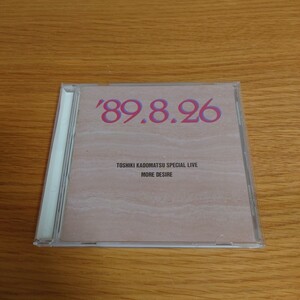 '89.8.26
TOSHIKI KADOMATSU SPECIAL LIVE
MORE DESIRE